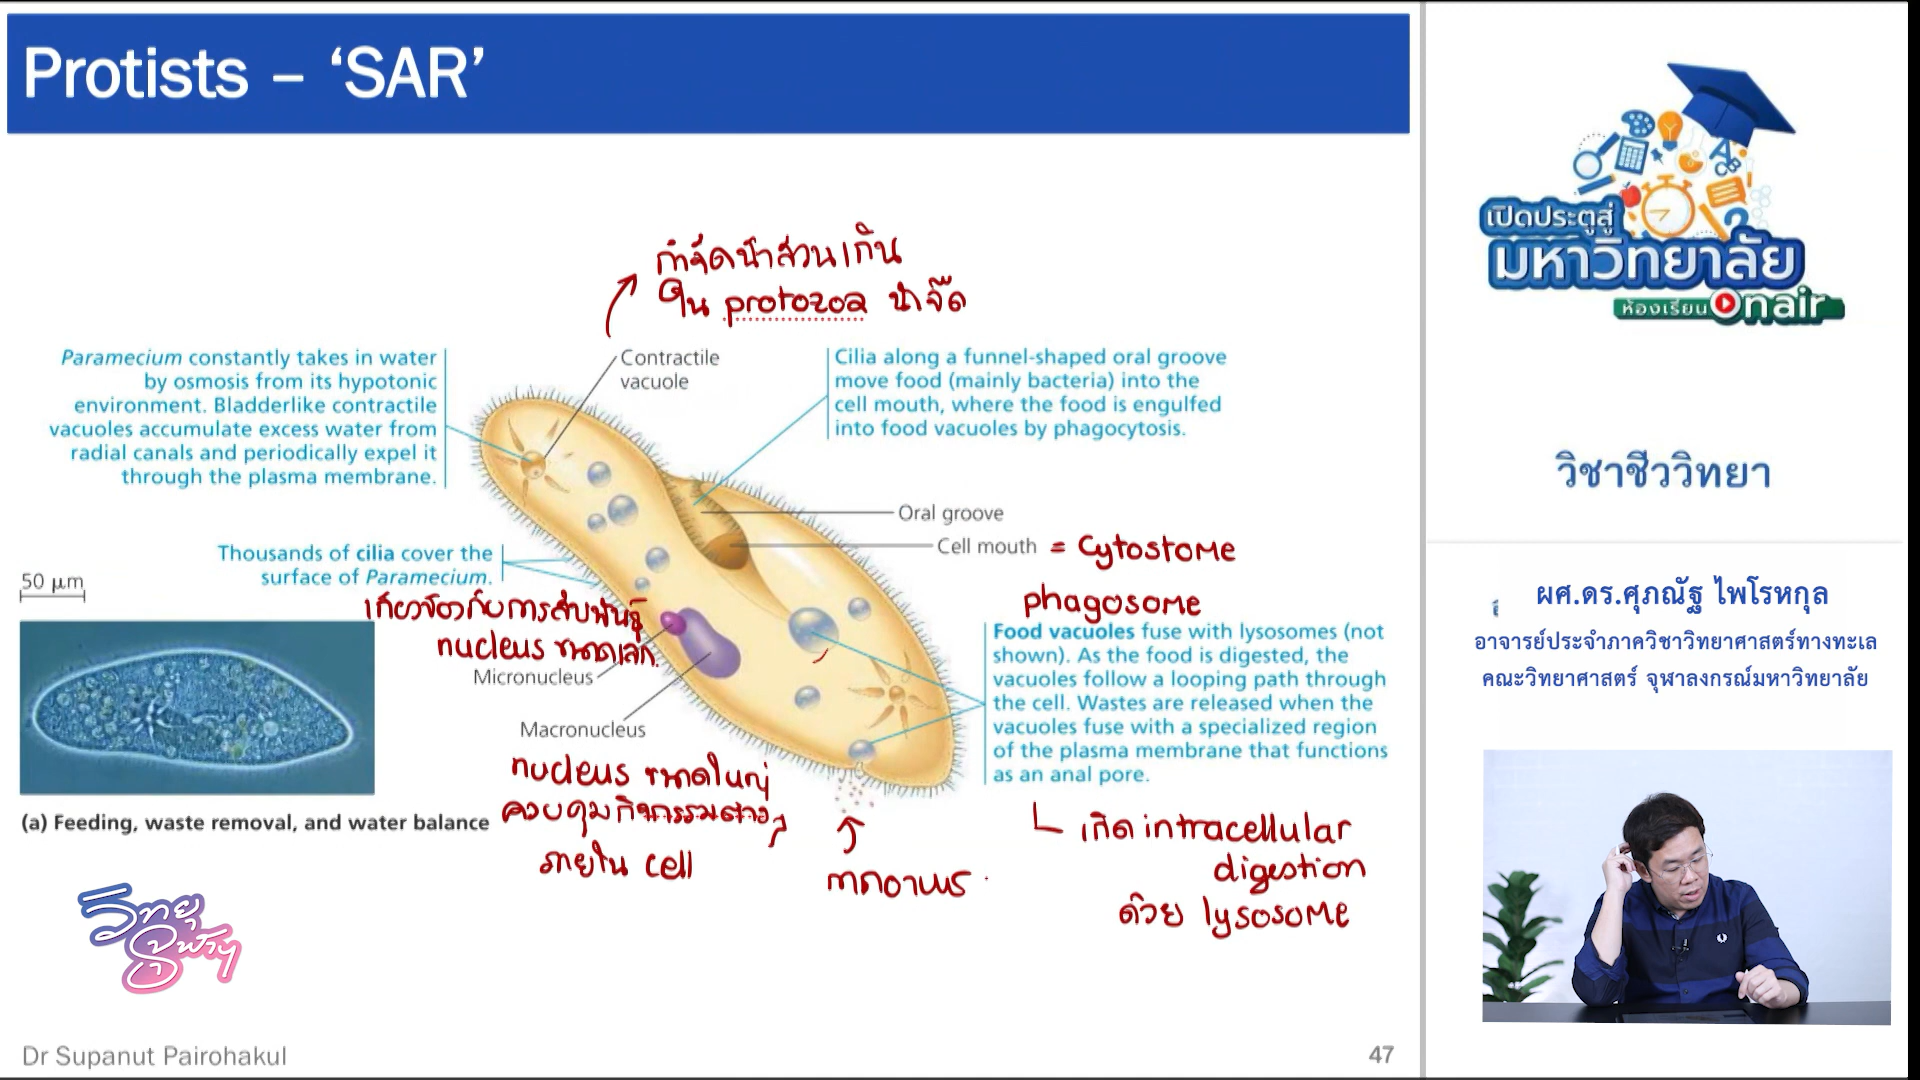 Protists – ‘SAR’
กำจัดน้ำส่วนเกิน
ใน protozoa น้ำจืด
Contractile
vacuole
Paramecium constantly takes in water
by osmosis from its hypotonic
environment. Bladderlike contractile
vacuoles accumulate excess water from
radial canals and periodically expel it
through the plasma membrane.
Cilia along a funnel-shaped oral groove
move food (mainly bacteria) into the
cell mouth, where the food is engulfed
into food vacuoles by phagocytosis.
Oral groove
Cell mouth = Cytostome
Thousands of cilia cover the
surface of Paramecium.
50 μm
เกี่ยวข้องกับการสืบพันธุ์
nucleus ขนาดเล็ก
Micronucleus
Macronucleus
phagosome
Food vacuoles fuse with lysosomes (not
shown). As the food is digested, the
vacuoles follow a looping path through
the cell. Wastes are released when the
vacuoles fuse with a specialized region
of the plasma membrane that functions
as an anal pore.
nucleus ขนาดใหญ่
ควบคุมกิจกรรมต่างๆ
ภายใน cell
(a) Feeding, waste removal, and water balance
กากอาหาร
เกิด intracellular
digestion
ด้วย lysosome
วิทยุ
จุฬาฯ
Dr Supanut Pairohakul
47
เปิดประตูสู่
มหาวิทยาลัย
ห้องเรียน Onair
วิชาชีววิทยา
ผศ.ดร.ศุภณัฐ ไพโรหกุล
อาจารย์ประจำภาควิชาวิทยาศาสตร์ทางทะเล
คณะวิทยาศาสตร์ จุฬาลงกรณ์มหาวิทยาลัย